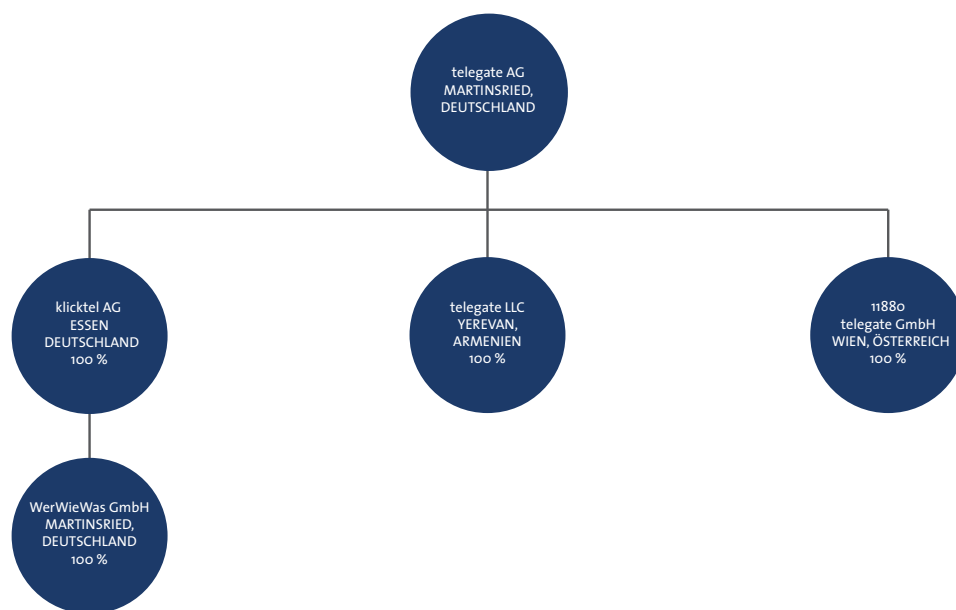 telegate AG
MARTINSRIED,
DEUTSCHLAND
klicktel AG
ESSEN
DEUTSCHLAND
100 %
telegate LLC
YEREVAN,
ARMENIEN
100 %
11880
telegate GmbH
WIEN, ÖSTERREICH
100 %
WerWieWas GmbH
MARTINSRIED,
DEUTSCHLAND
100 %